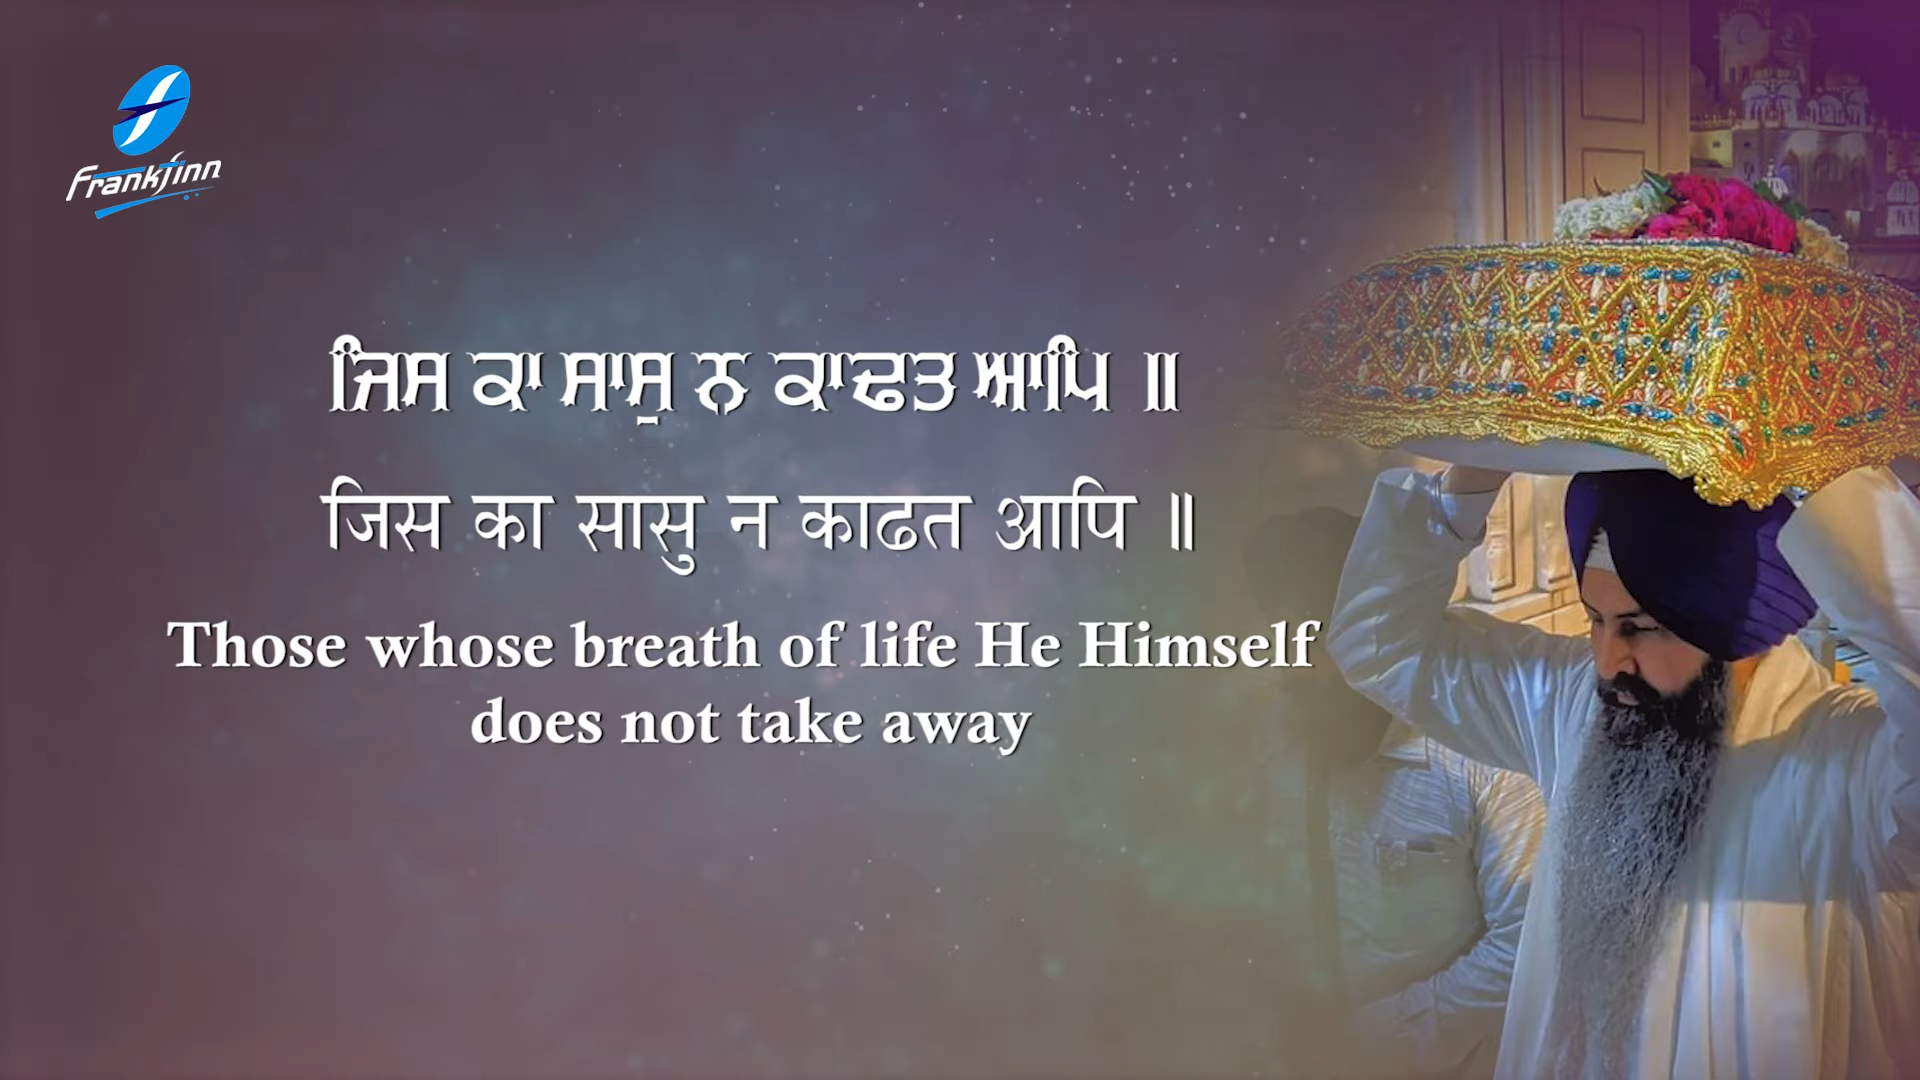 Frankfinn
ਜਿਸ ਕਾ ਸਾਸੁ ਨ ਕਾਢਤ ਆਪਿ ॥
जिस का सासु न काढत आपि ॥
Those whose breath of life He Himself
does not take away